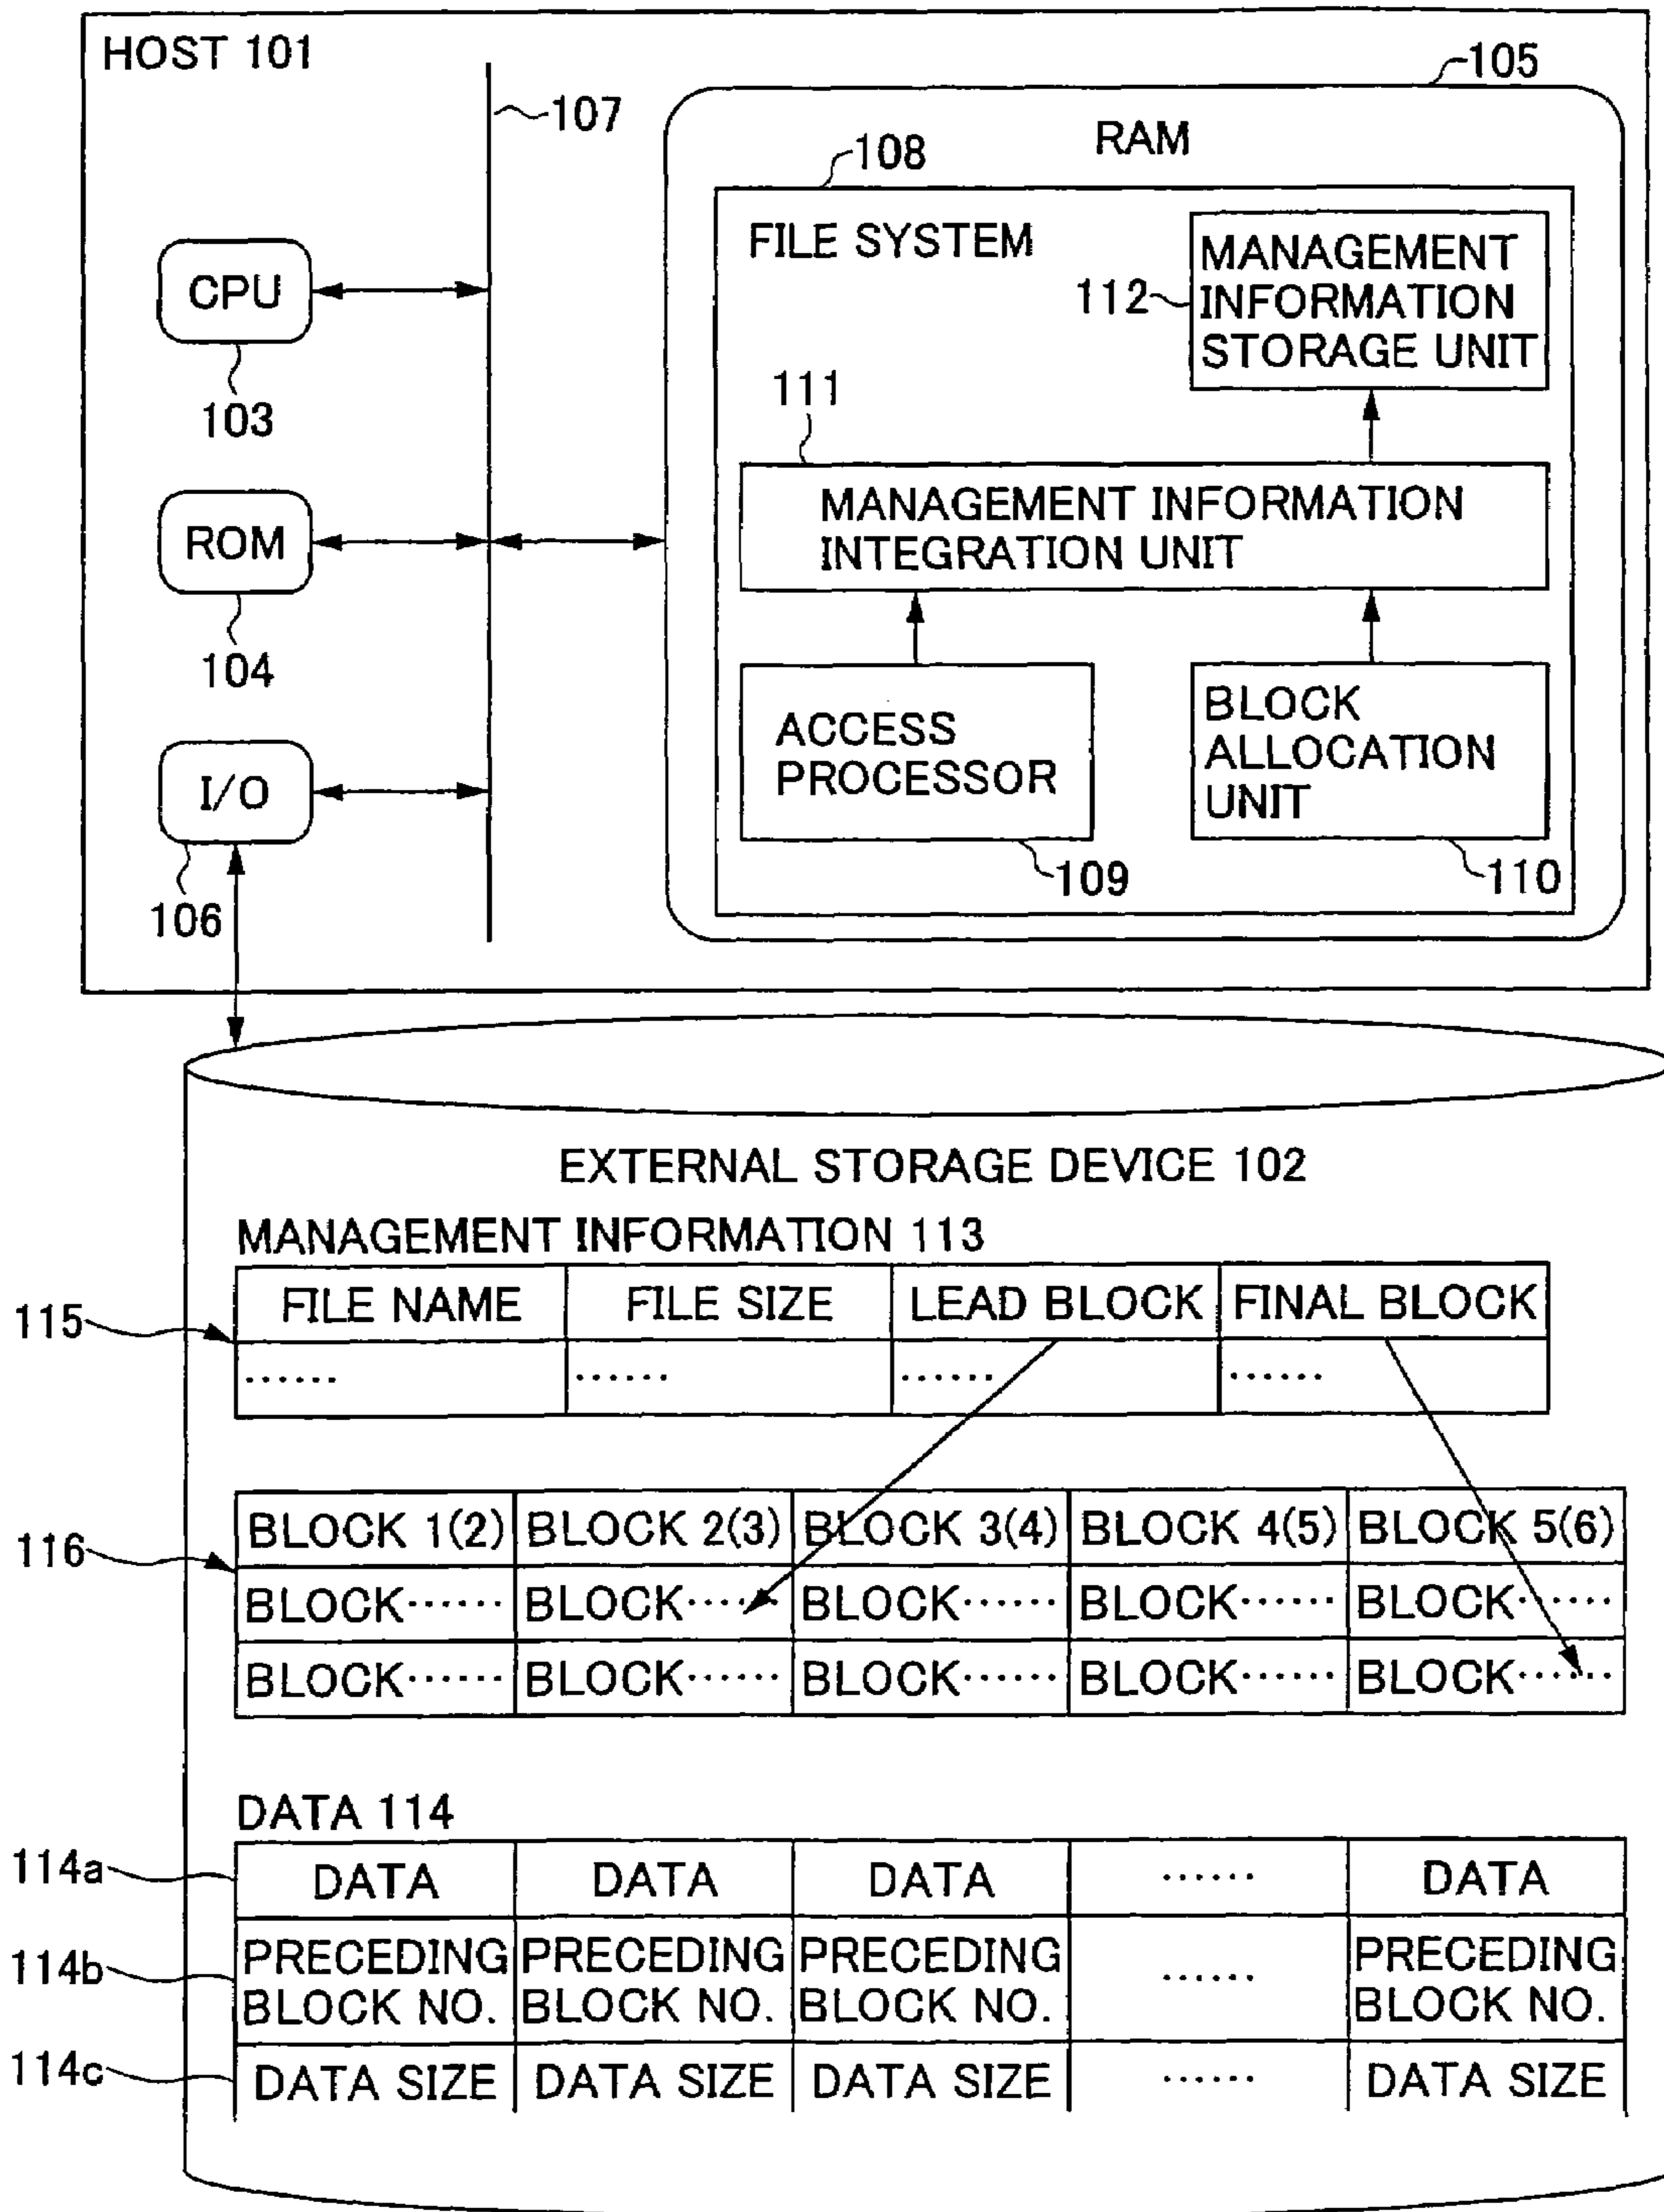 HOST 101
105
107
RAM
108
FILE SYSTEM
MANAGEMENT
INFORMATION
STORAGE UNIT
112
CPU
103
111
MANAGEMENT INFORMATION
INTEGRATION UNIT
ROM
104
ACCESS
PROCESSOR
BLOCK
ALLOCATION
UNIT
I/O
109
110
106
EXTERNAL STORAGE DEVICE 102
MANAGEMENT INFORMATION 113
FILE NAME FILE SIZE LEAD BLOCK FINAL BLOCK
115
...... ...... ...... ......
BLOCK 1(2) BLOCK 2(3) BLOCK 3(4) BLOCK 4(5) BLOCK 5(6)
116
BLOCK...... BLOCK...... BLOCK...... BLOCK...... BLOCK......
BLOCK...... BLOCK...... BLOCK...... BLOCK...... BLOCK......
DATA 114
114a DATA DATA DATA ...... DATA
114b PRECEDING PRECEDING PRECEDING ...... PRECEDING
BLOCK NO. BLOCK NO. BLOCK NO. BLOCK NO.
114c DATA SIZE DATA SIZE DATA SIZE ...... DATA SIZE